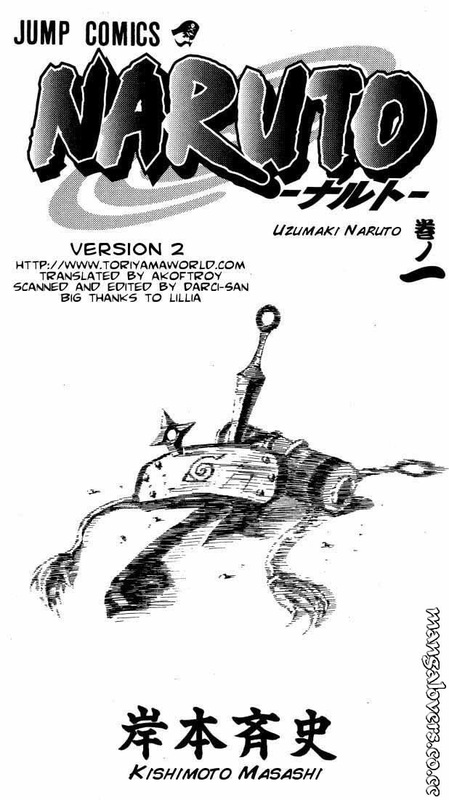 JUMP COMICS
NARUTO
-ナルト-
UZUMAKI NARUTO
巻ノ一
VERSION 2
HTTP://WWW.TORIYAMAWORLD.COM
TRANSLATED BY AKOFTROY
SCANNED AND EDITED BY DARCI-SAN
BIG THANKS TO LILLIA
岸本斉史
KISHIMOTO MASASHI
mangalovers.co.cc